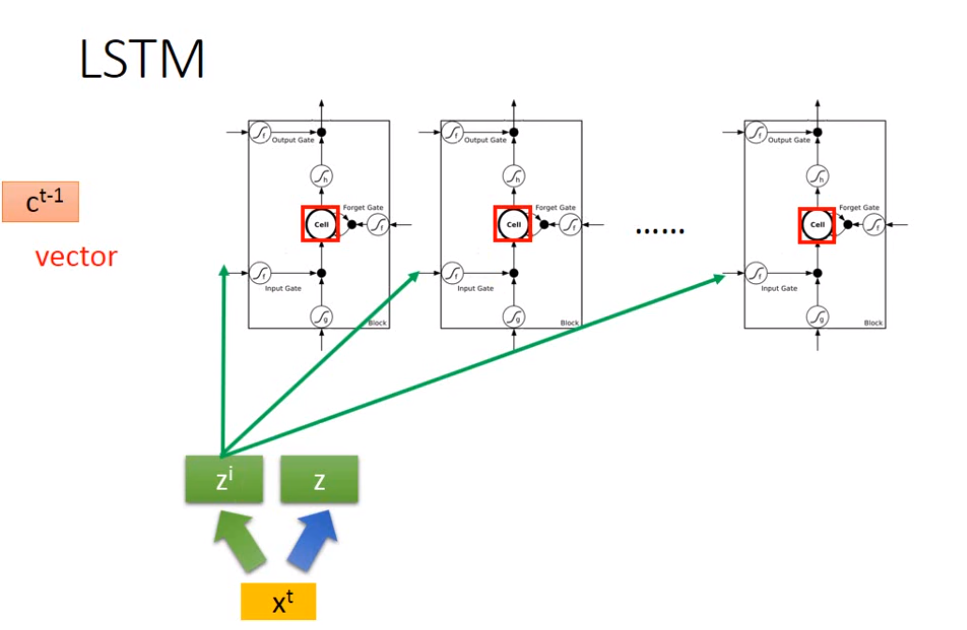 LSTM
c^t-1
vector
f
Output Gate
h
Forget Gate
Cell
f
f
Input Gate
g
Block
f
Output Gate
h
Forget Gate
Cell
f
f
Input Gate
g
Block
......
f
Output Gate
h
Forget Gate
Cell
f
f
Input Gate
g
Block
z^i
z
x^t